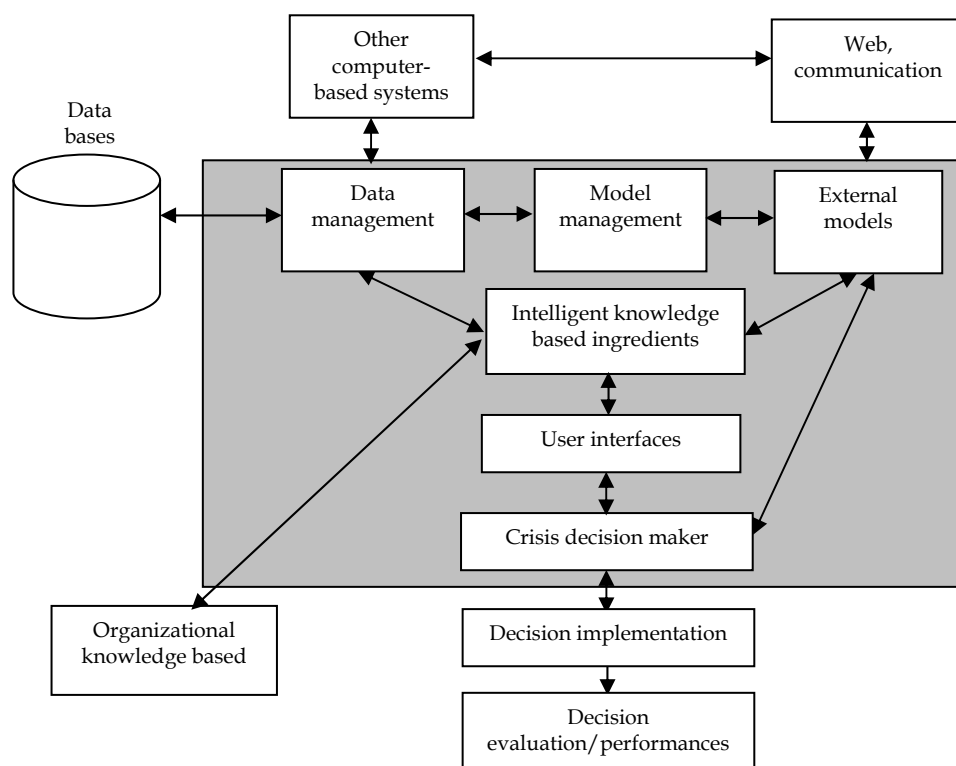 Other
computer-
based systems
Web,
communication
Data
bases
Data
management
Model
management
External
models
Intelligent knowledge
based ingredients
User interfaces
Crisis decision maker
Organizational
knowledge based
Decision implementation
Decision
evaluation/performances